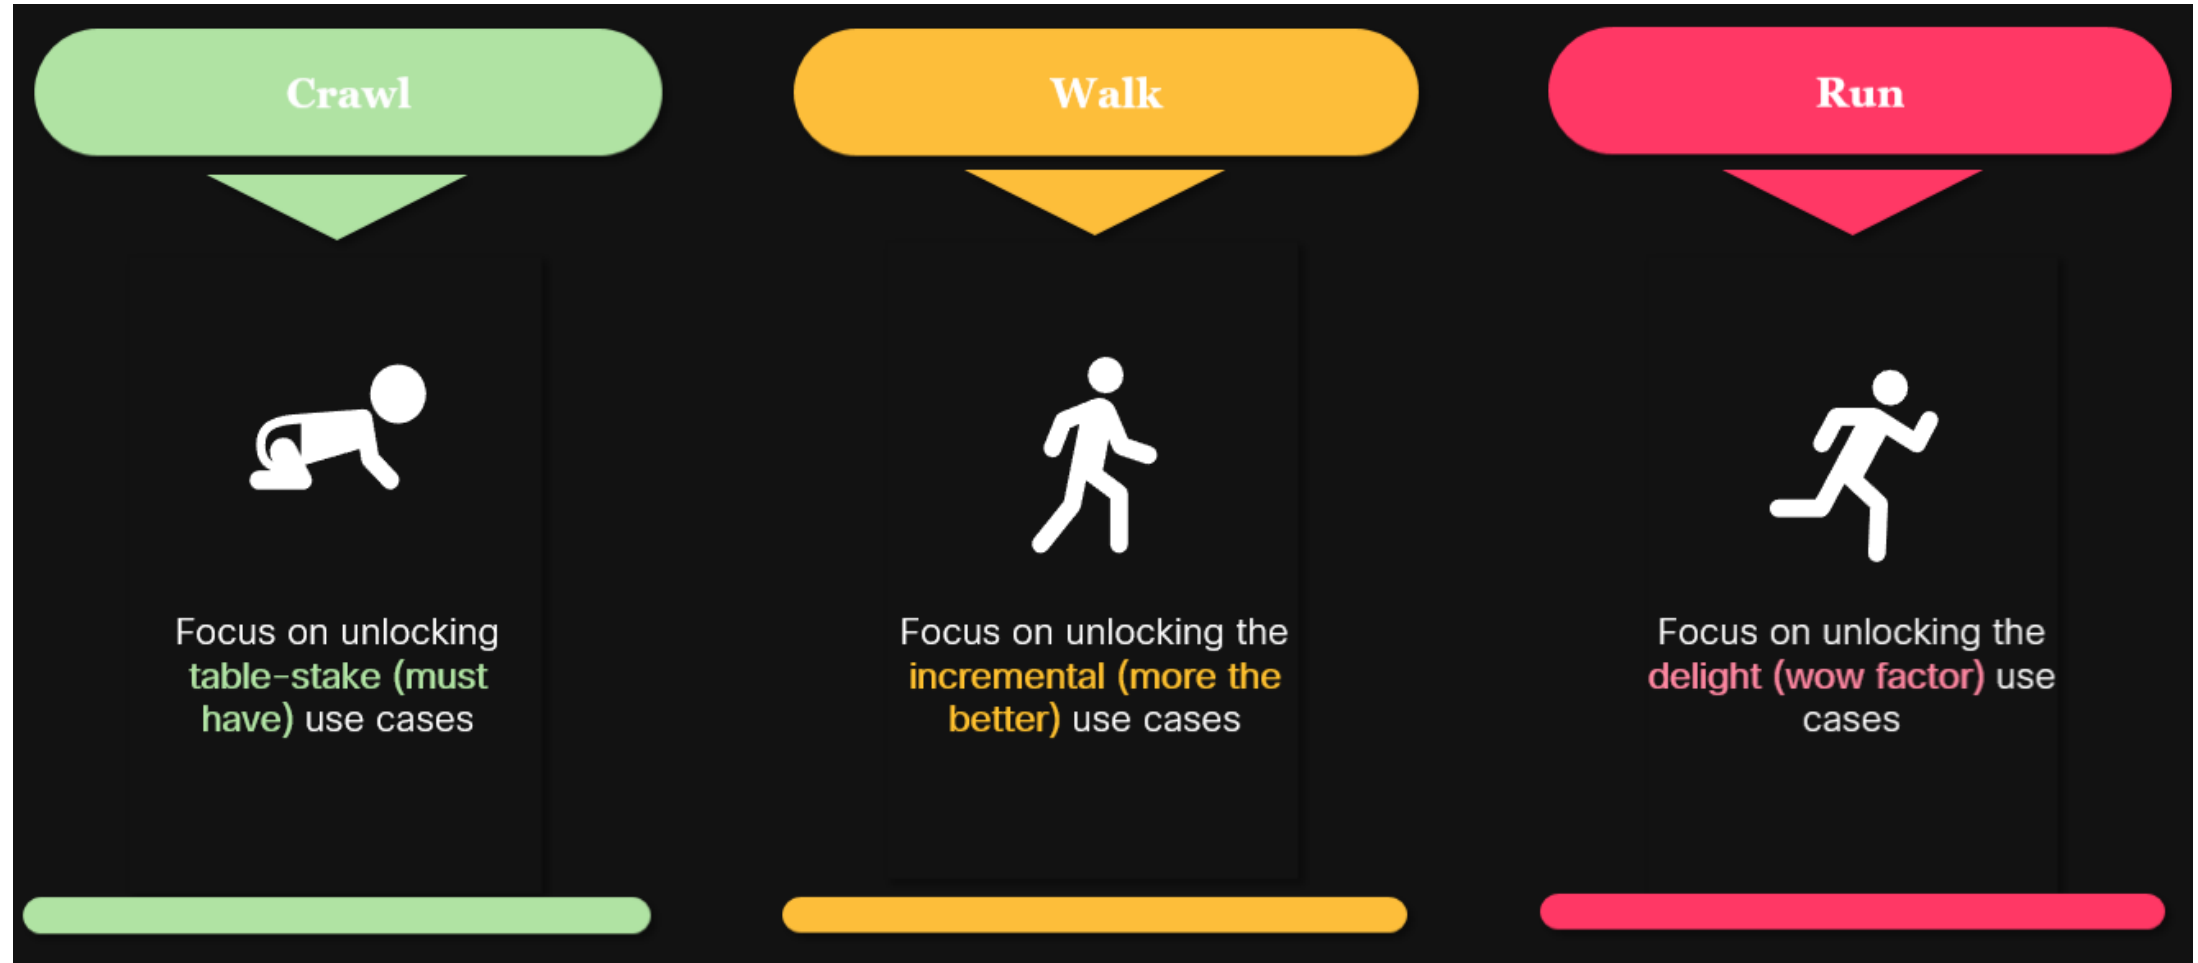 Crawl
Walk
Run
Focus on unlocking
table-stake (must
have) use cases
Focus on unlocking the
incremental (more the
better) use cases
Focus on unlocking the
delight (wow factor) use
cases